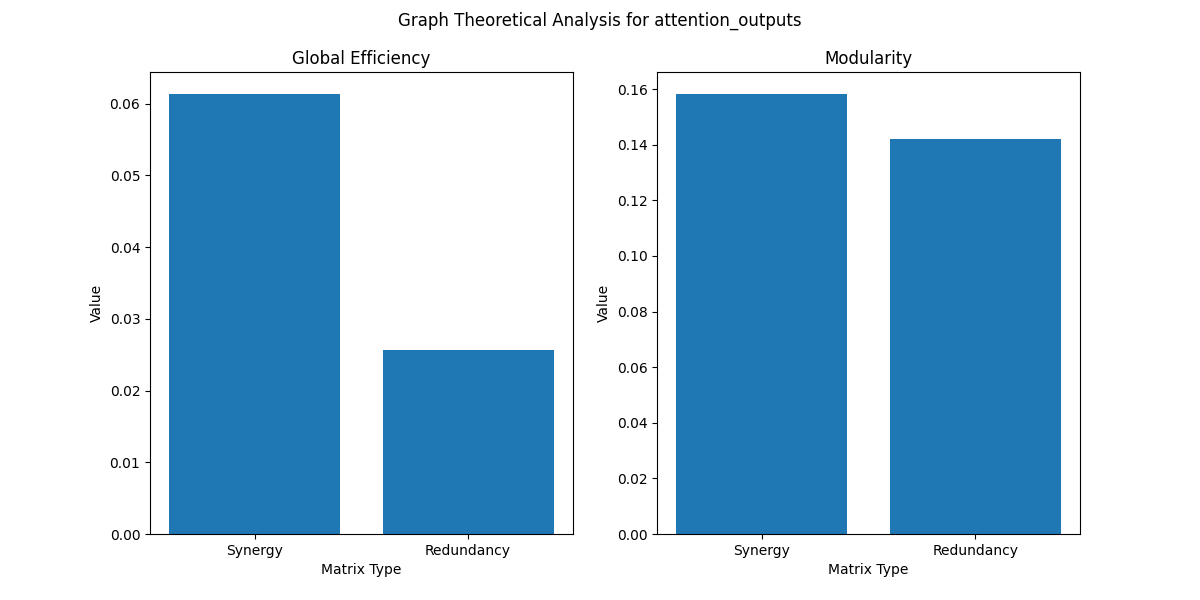 Graph Theoretical Analysis for attention_outputs
Global Efficiency
0.06
0.05
0.04
0.03
0.02
0.01
0.00
Value
Synergy
Redundancy
Matrix Type
Modularity
0.16
0.14
0.12
0.10
0.08
0.06
0.04
0.02
0.00
Value
Synergy
Redundancy
Matrix Type